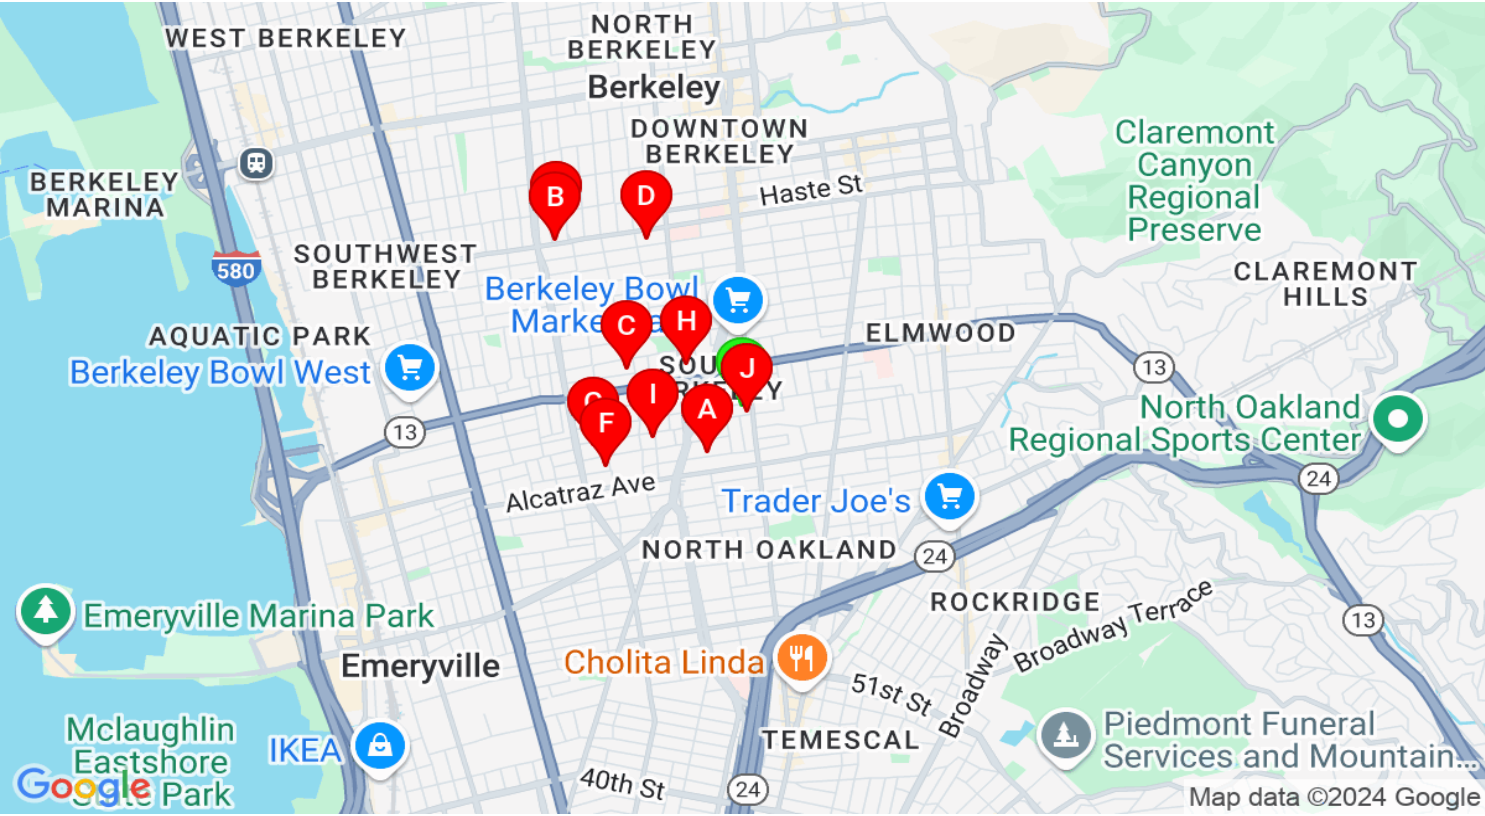 WEST BERKELEY
NORTH
BERKELEY
Berkeley
DOWNTOWN
BERKELEY
Claremont
Canyon
Regional
Preserve
BERKELEY
MARINA
B
D
Haste St
SOUTHWEST
BERKELEY
580
CLAREMONT
HILLS
Berkeley Bowl
C
H
AQUATIC PARK
ELMWOOD
Berkeley Bowl West
J
13
I
A
F
13
North Oakland
Regional Sports Center
24
Alcatraz Ave
Trader Joe's
NORTH OAKLAND
24
ROCKRIDGE
Broadway Terrace
13
Emeryville Marina Park
Emeryville
Cholita Linda
51st St
Broadway
Mclaughlin
Eastshore
Park
IKEA
TEMESCAL
Piedmont Funeral
Services and Mountain...
40th St
24
Google
Map data ©2024 Google